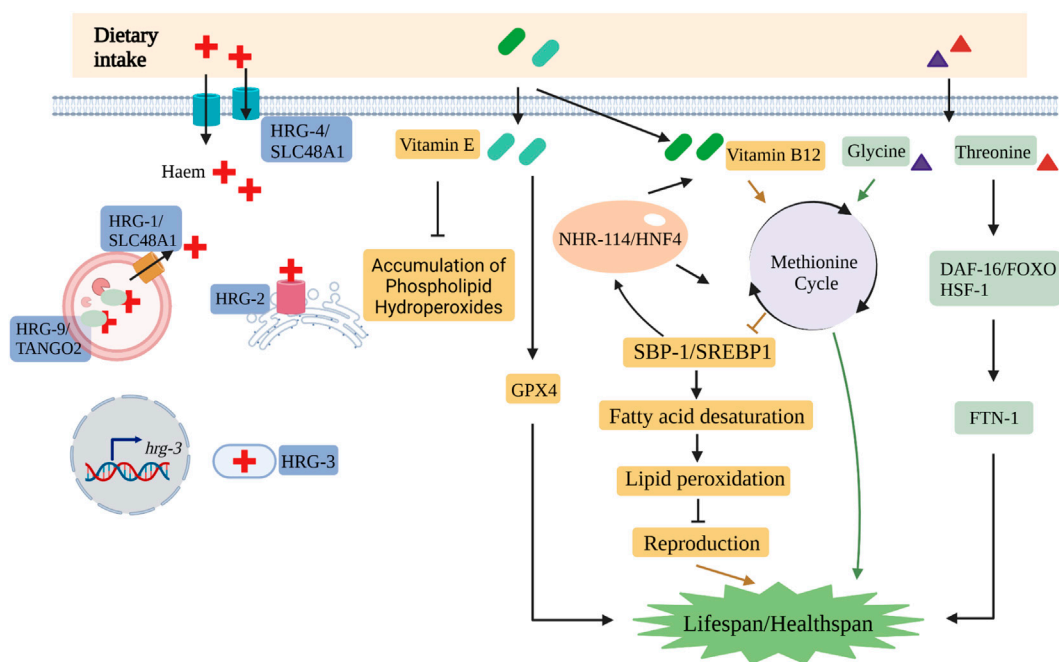 Dietary
intake
HRG-4/
SLC48A1
Haem
HRG-1/
SLC48A1
HRG-2
HRG-9/
TANGO2
hrg-3
HRG-3
Vitamin E
Accumulation of
Phospholipid
Hydroperoxides
GPX4
Vitamin B12
NHR-114/HNF4
Methionine
Cycle
SBP-1/SREBP1
Fatty acid desaturation
Lipid peroxidation
Reproduction
Glycine
Threonine
DAF-16/FOXO
HSF-1
FTN-1
Lifespan/Healthspan